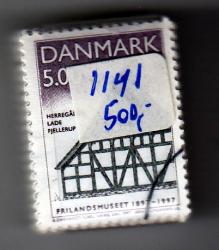 DANMARK
5.0
1141
500,-
HERREGÅ
LADE
FJELLERUP
FRILANDSMUSEET 189 -1997